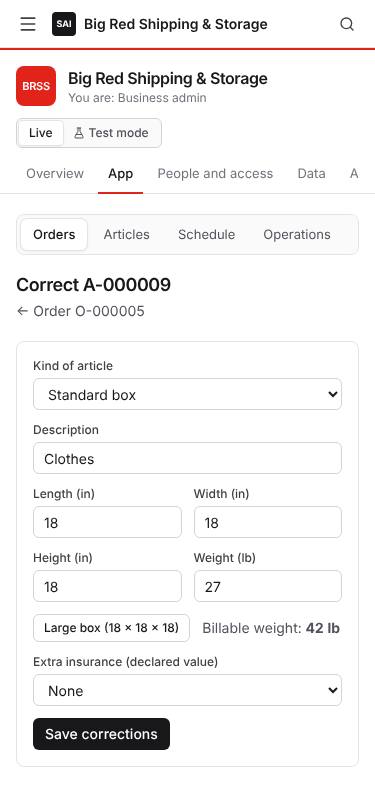 SAI Big Red Shipping & Storage
BRSS
Big Red Shipping & Storage
You are: Business admin
Live Test mode
Overview App People and access Data A
Orders Articles Schedule Operations
Correct A-000009
← Order O-000005
Kind of article
Standard box
Description
Clothes
Length (in) Width (in)
18 18
Height (in) Weight (lb)
18 27
Large box (18 × 18 × 18) Billable weight: 42 lb
Extra insurance (declared value)
None
Save corrections